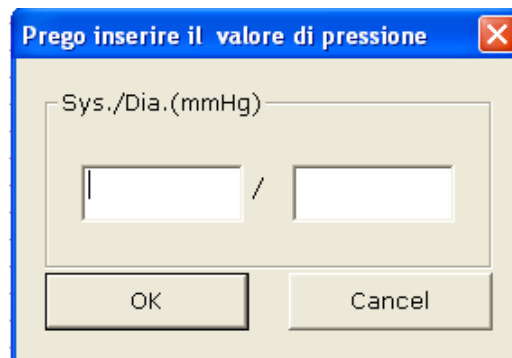 Prego inserire il  valore di pressione
Sys./Dia.(mmHg)
/
OK
Cancel